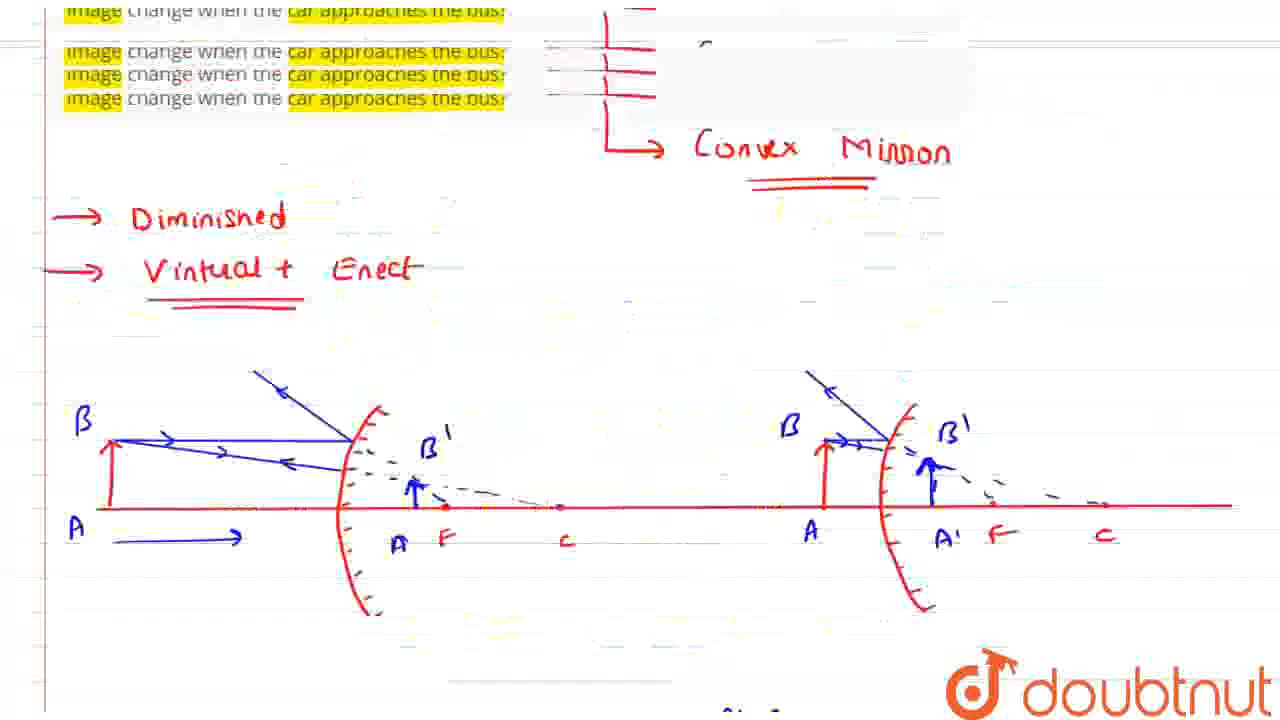 image change when the car approaches the bus?
image change when the car approaches the bus?
image change when the car approaches the bus?
image change when the car approaches the bus?
Convex Mirror
→ Diminished
→ Virtual + Erect
B
B'
A
A
F
C
B
B'
A
A'
F
C
doubtnut